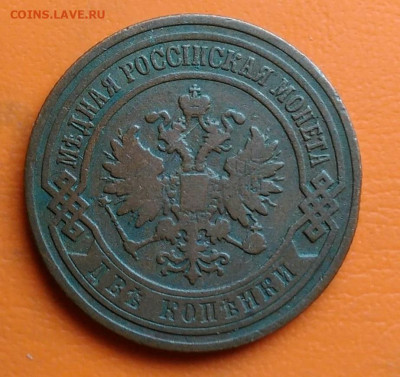 COINS.LAVE.RU
МѢДНАЯ РОССІЙСКАЯ МОНЕТА
ДВѢ КОПѢЙКИ